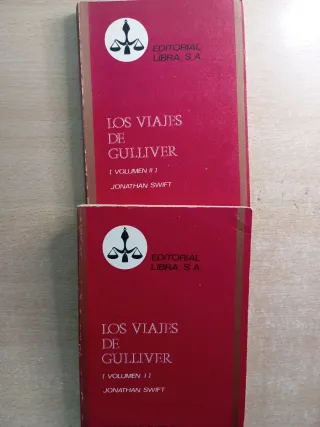 EDITORIAL
LIBRA, S.A.
LOS VIAJES
DE
GULLIVER
[ VOLUMEN II ]
JONATHAN SWIFT
EDITORIAL
LIBRA, S.A.
LOS VIAJES
DE
GULLIVER
[ VOLUMEN I ]
JONATHAN SWIFT